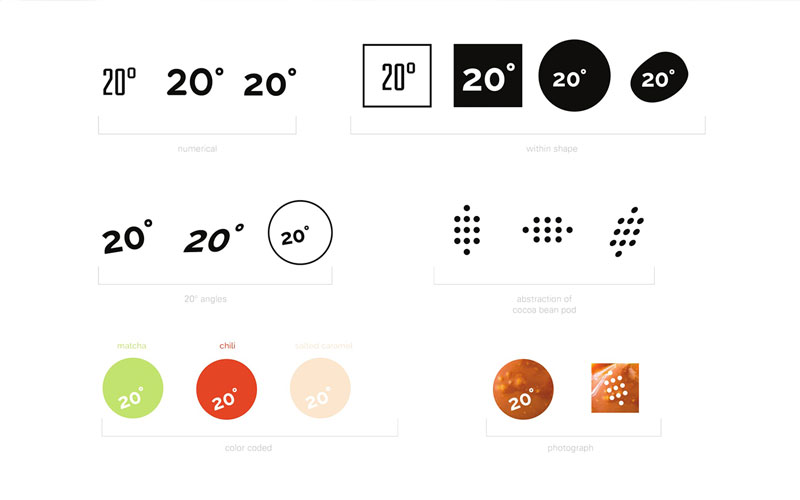 20°
20°
20°
numerical
20°
20°
20°
20°
within shape
20°
20°
20°
20° angles
abstraction of
cocoa bean pod
matcha
chili
salted caramel
20°
20°
20°
color coded
20°
photograph